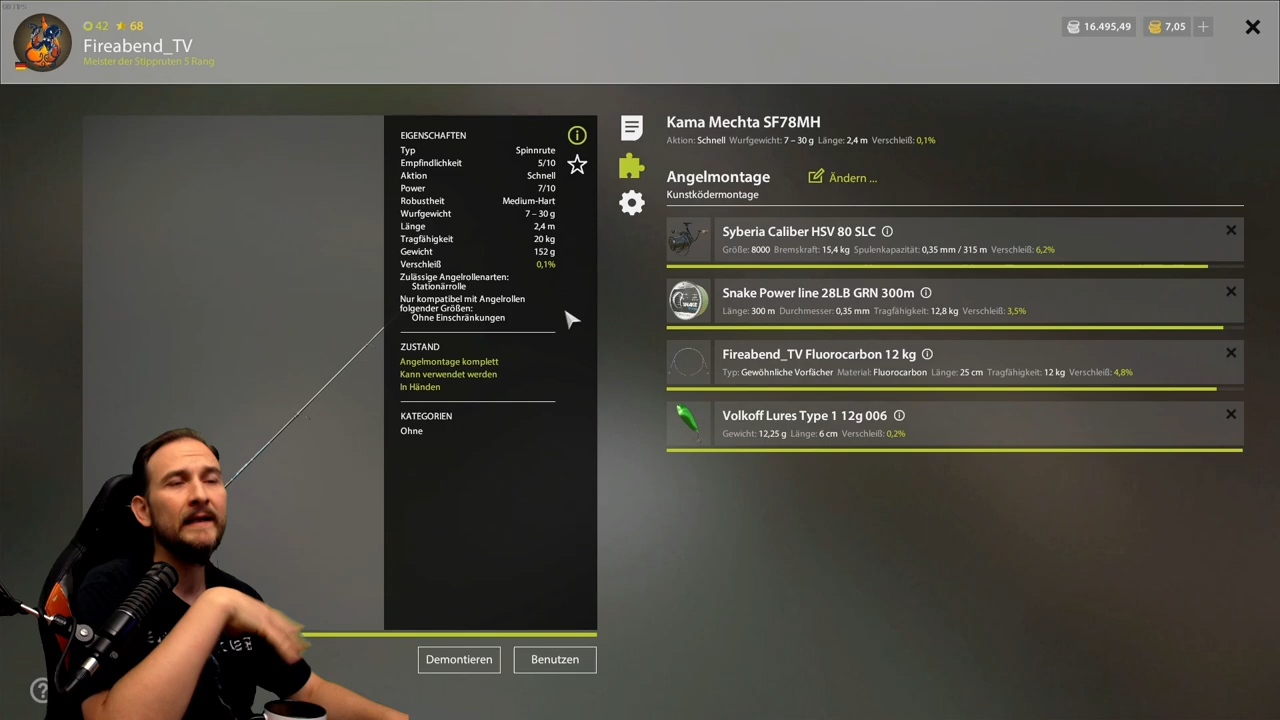 42 68
Fireabend_TV
Meister der Stippruten 5 Rang
16.495,49
7,05
EIGENSCHAFTEN
Typ Spinnrute
Empfindlichkeit 5/10
Aktion Schnell
Power 7/10
Robustheit Medium-Hart
Wurfgewicht 7 – 30 g
Länge 2,4 m
Tragfähigkeit 20 kg
Gewicht 152 g
Verschleiß 0,1%
Zulässige Angelrollenarten:
Stationärrolle
Nur kompatibel mit Angelrollen
folgender Größen:
Ohne Einschränkungen
ZUSTAND
Angelmontage komplett
Kann verwendet werden
In Händen
KATEGORIEN
Ohne
Demontieren
Benutzen
Kama Mechta SF78MH
Aktion: Schnell Wurfgewicht: 7 – 30 g Länge: 2,4 m Verschleiß: 0,1%
Angelmontage Ändern ...
Kunstködermontage
Syberia Caliber HSV 80 SLC
Größe: 8000 Bremskraft: 15,4 kg Spulenkapazität: 0,35 mm / 315 m Verschleiß: 6,2%
Snake Power line 28LB GRN 300m
Länge: 300 m Durchmesser: 0,35 mm Tragfähigkeit: 12,8 kg Verschleiß: 3,5%
Fireabend_TV Fluorocarbon 12 kg
Typ: Gewöhnliche Vorfächer Material: Fluorocarbon Länge: 25 cm Tragfähigkeit: 12 kg Verschleiß: 4,8%
Volkoff Lures Type 1 12g 006
Gewicht: 12,25 g Länge: 6 cm Verschleiß: 0,2%